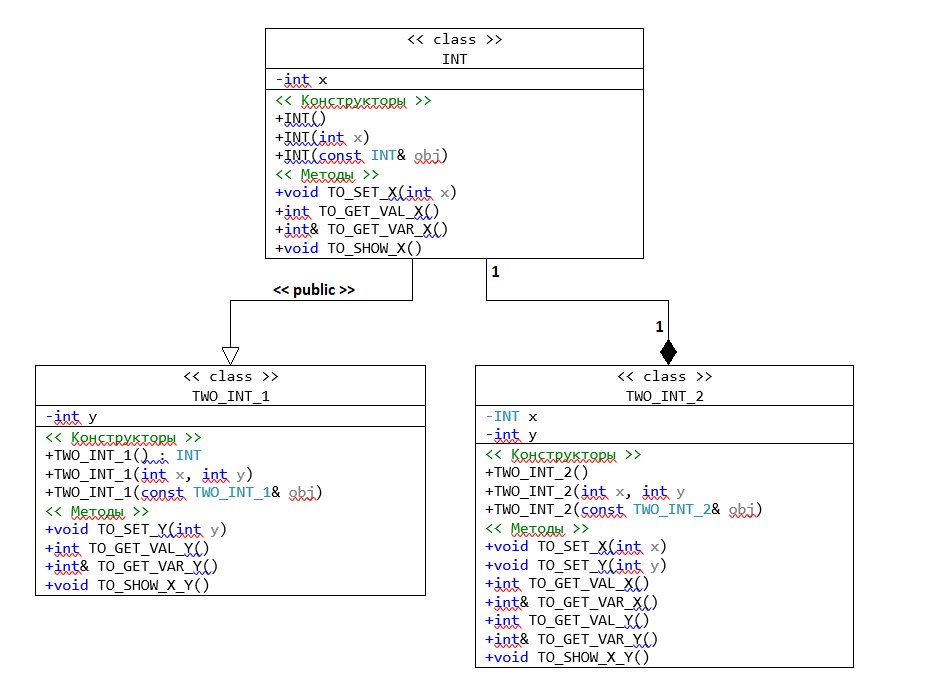 << class >>
INT
-int x
<< Конструкторы >>
+INT()
+INT(int x)
+INT(const INT& obj)
<< Методы >>
+void TO_SET_X(int x)
+int TO_GET_VAL_X()
+int& TO_GET_VAR_X()
+void TO_SHOW_X()
<< public >>
1
1
<< class >>
TWO_INT_1
-int y
<< Конструкторы >>
+TWO_INT_1() : INT
+TWO_INT_1(int x, int y)
+TWO_INT_1(const TWO_INT_1& obj)
<< Методы >>
+void TO_SET_Y(int y)
+int TO_GET_VAL_Y()
+int& TO_GET_VAR_Y()
+void TO_SHOW_X_Y()
<< class >>
TWO_INT_2
-INT x
-int y
<< Конструкторы >>
+TWO_INT_2()
+TWO_INT_2(int x, int y
+TWO_INT_2(const TWO_INT_2& obj)
<< Методы >>
+void TO_SET_X(int x)
+void TO_SET_Y(int y)
+int TO_GET_VAL_X()
+int& TO_GET_VAR_X()
+int TO_GET_VAL_Y()
+int& TO_GET_VAR_Y()
+void TO_SHOW_X_Y()